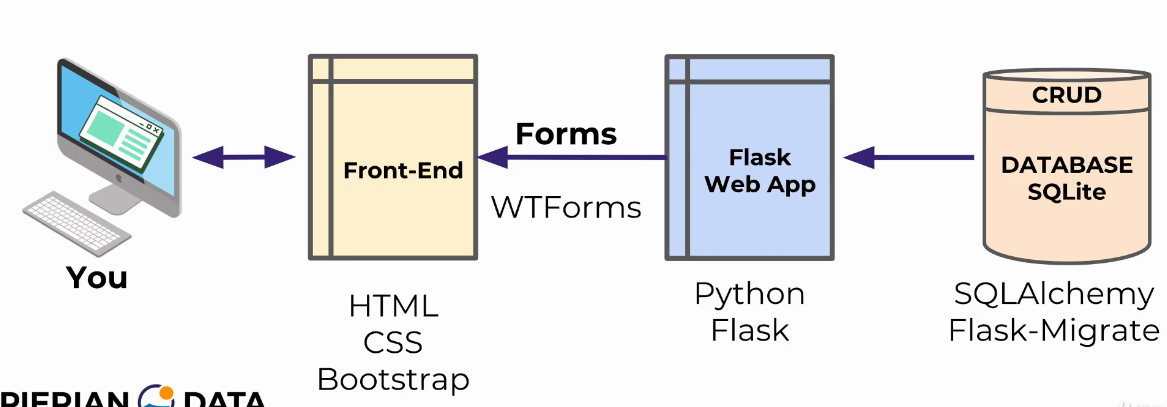 You
Front-End
HTML
CSS
Bootstrap
Forms
WTForms
Flask
Web App
Python
Flask
CRUD
DATABASE
SQLite
SQLAlchemy
Flask-Migrate
PIERIAN DATA